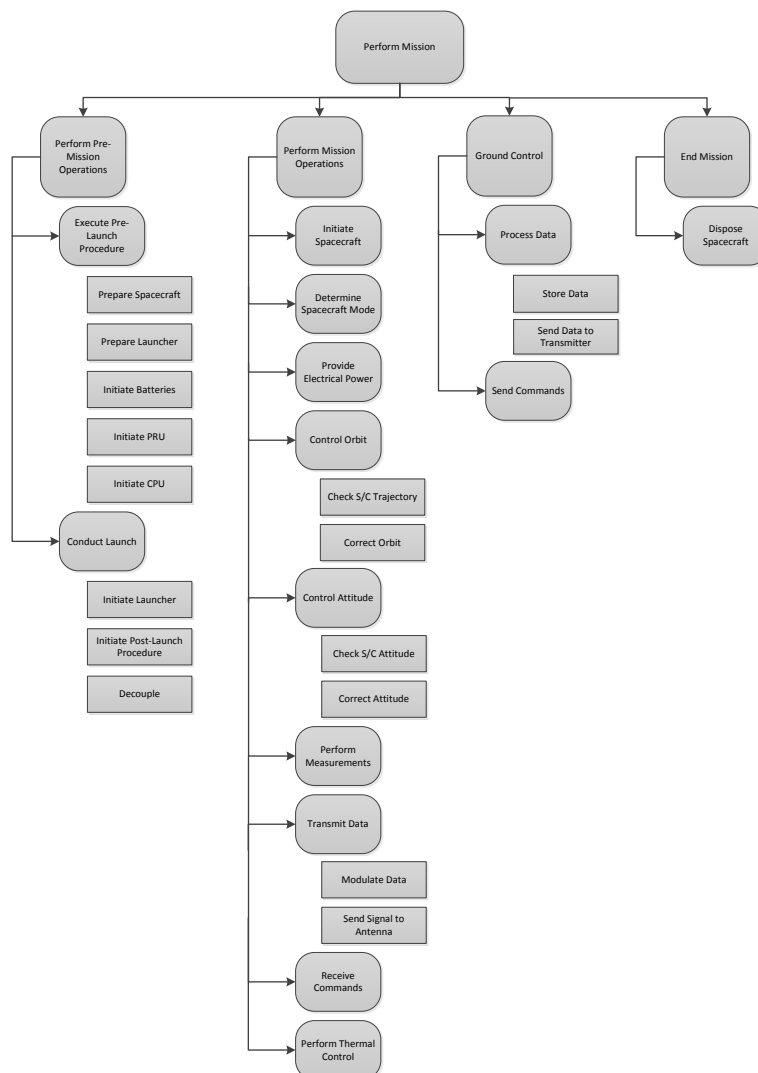 Perform Mission
Perform Pre-
Mission
Operations
Execute Pre-
Launch
Procedure
Prepare Spacecraft
Prepare Launcher
Initiate Batteries
Initiate PRU
Initiate CPU
Conduct Launch
Initiate Launcher
Initiate Post-Launch
Procedure
Decouple
Perform Mission
Operations
Initiate
Spacecraft
Determine
Spacecraft Mode
Provide
Electrical Power
Control Orbit
Check S/C Trajectory
Correct Orbit
Control Attitude
Check S/C Attitude
Correct Attitude
Perform
Measurements
Transmit Data
Modulate Data
Send Signal to
Antenna
Receive
Commands
Perform Thermal
Control
Ground Control
Process Data
Store Data
Send Data to
Transmitter
Send Commands
End Mission
Dispose
Spacecraft